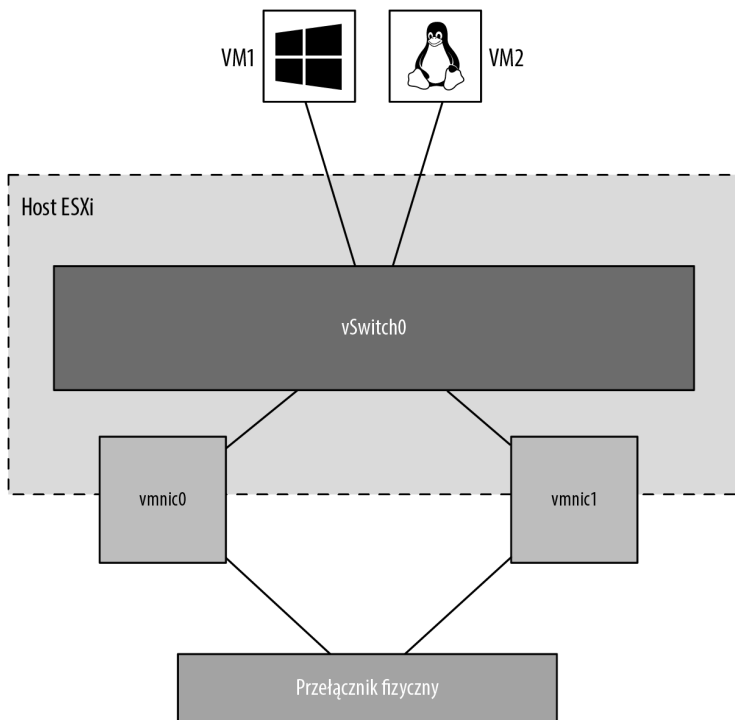 VM1
VM2
Host ESXi
vSwitch0
vmnic0
vmnic1
Przełącznik fizyczny